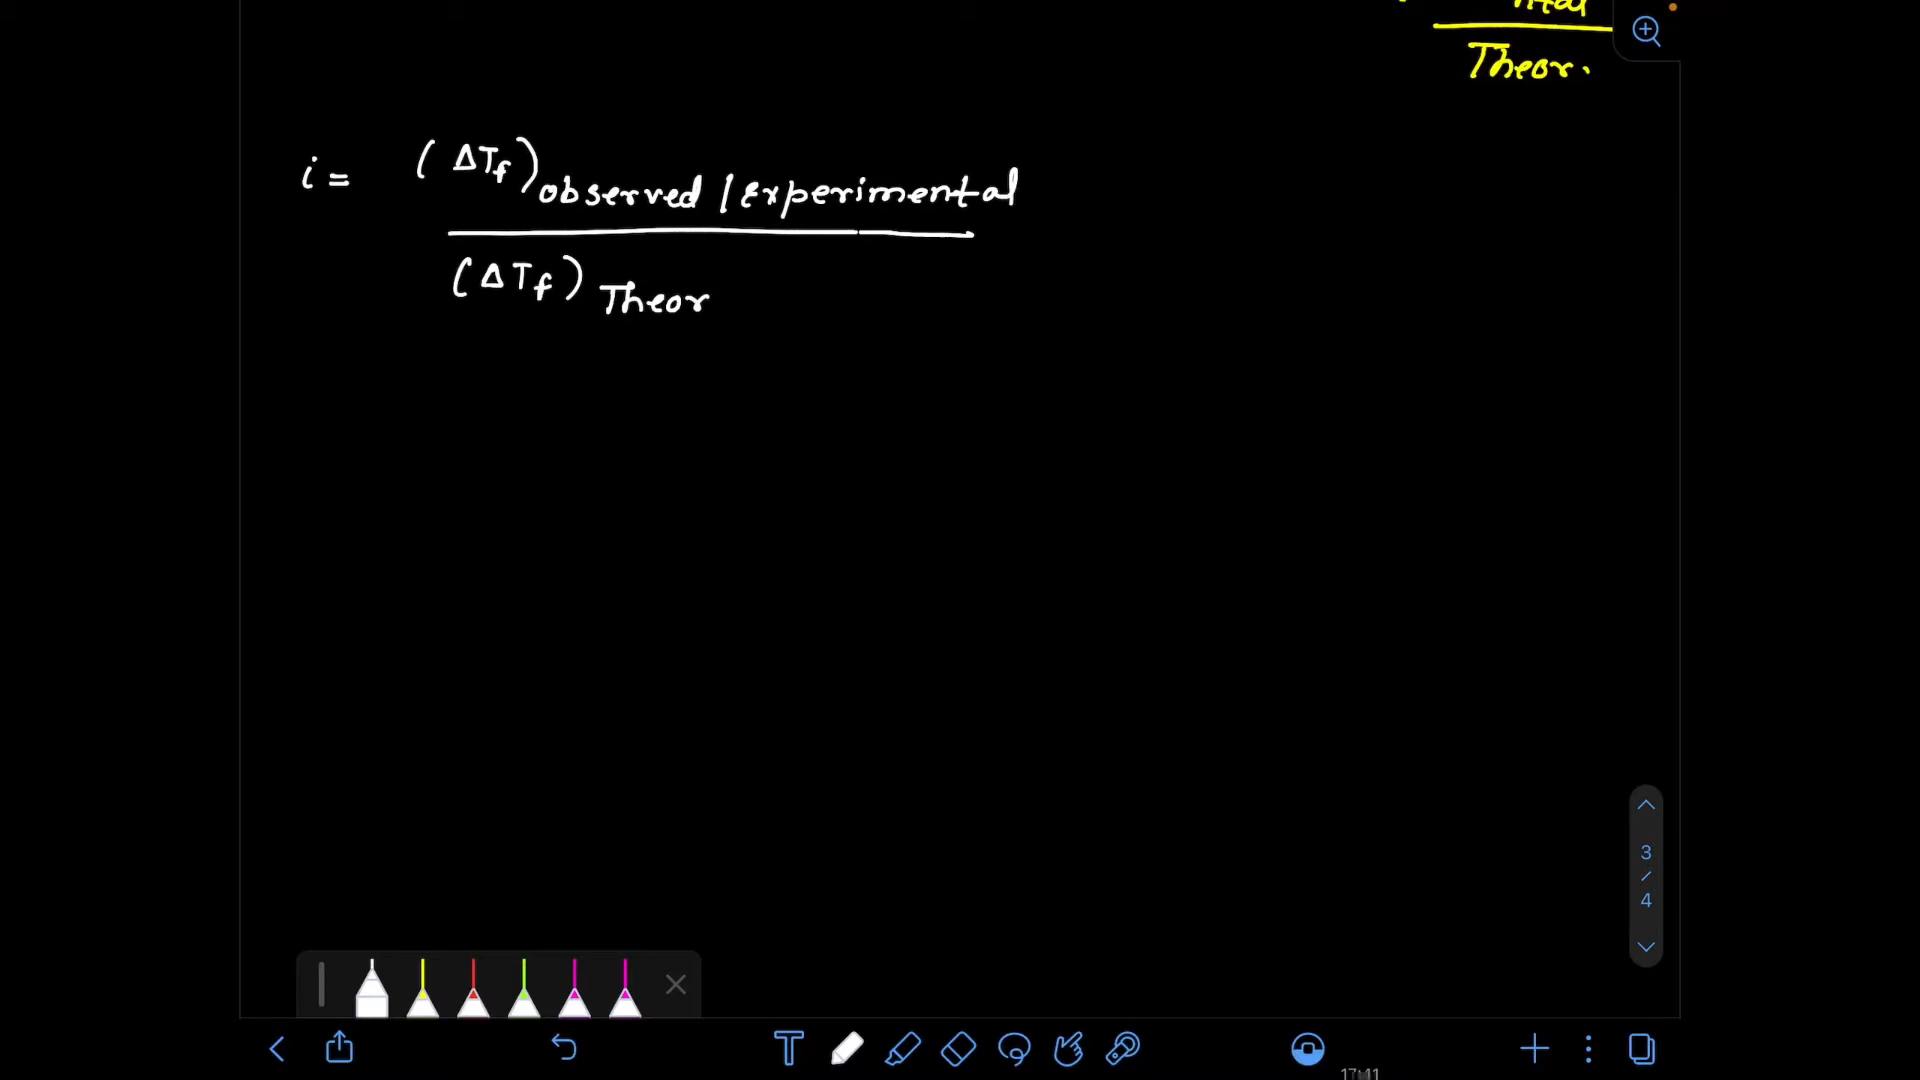 Theor.
i = (ΔTf) observed / Experimental
(ΔTf) Theor
3
/
4